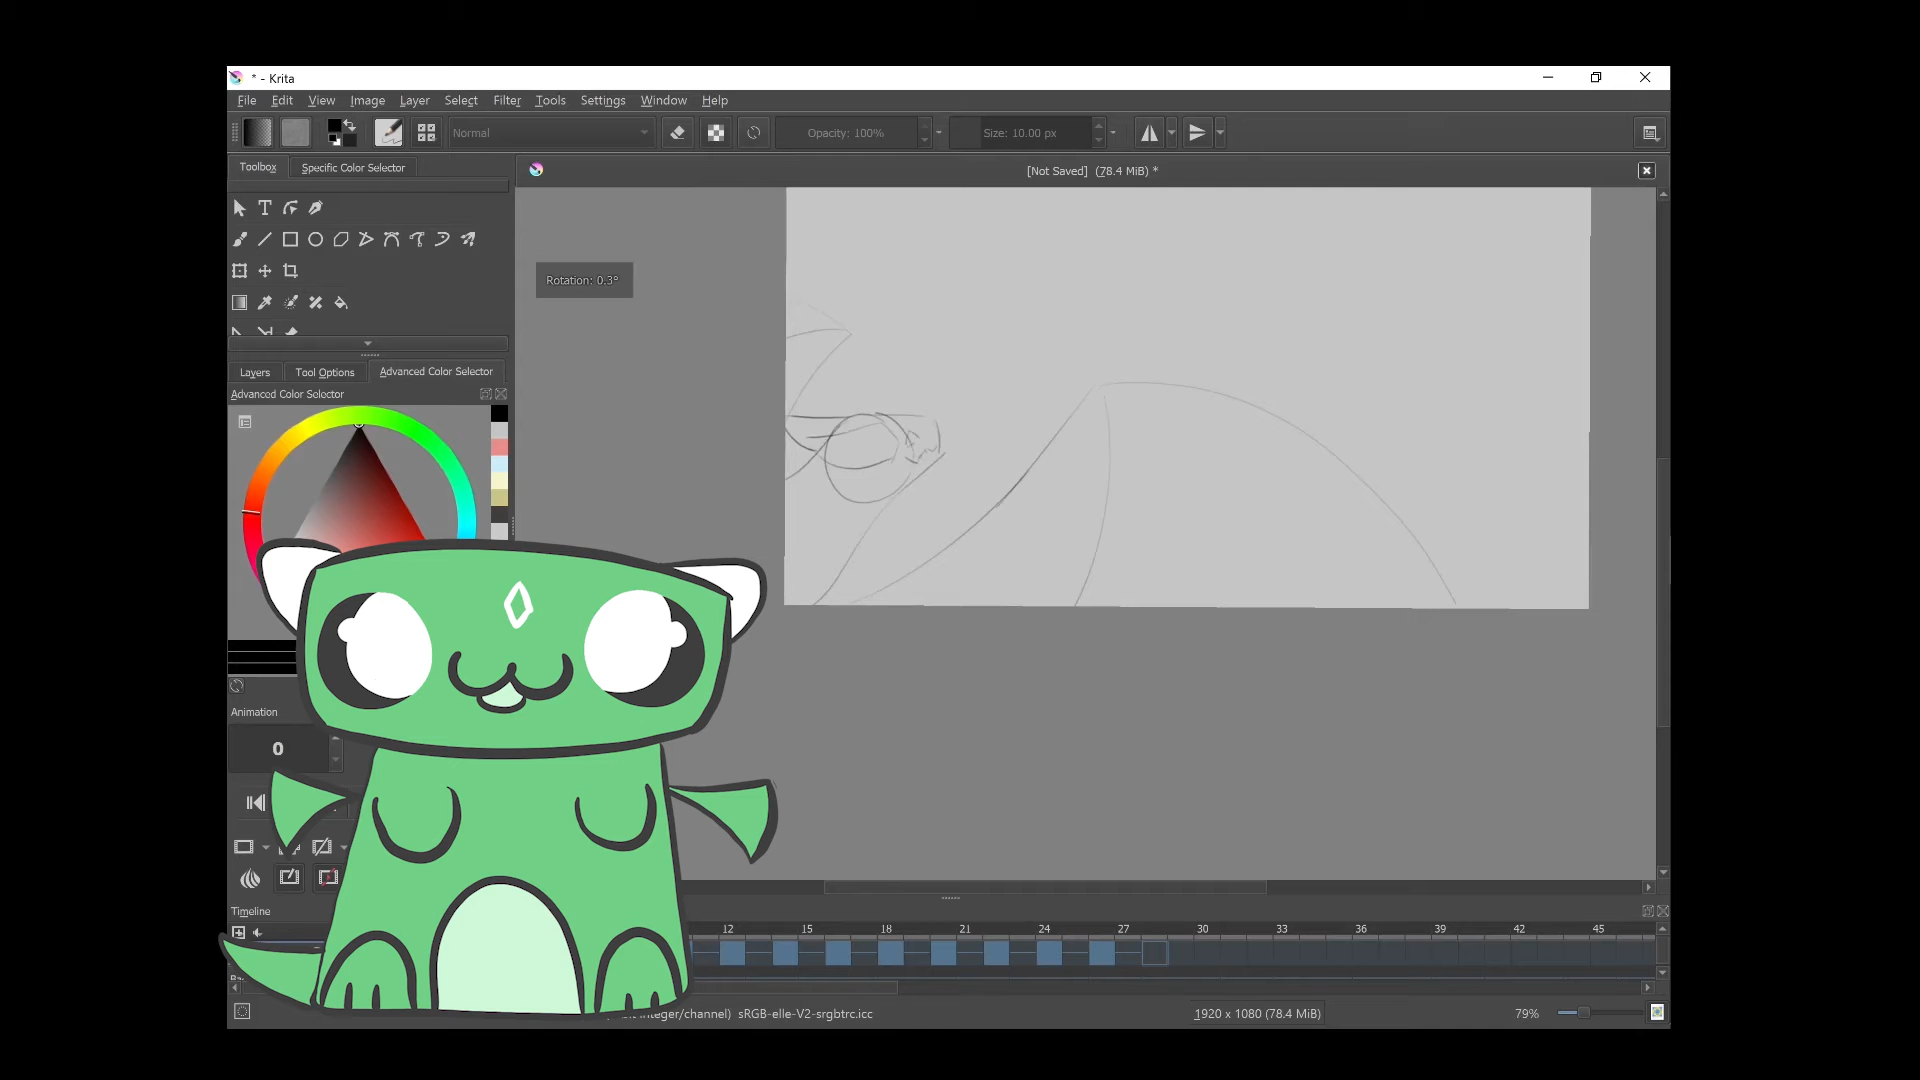 * - Krita
File Edit View Image Layer Select Filter Tools Settings Window Help
Normal Opacity: 100% Size: 10.00 px
Toolbox Specific Color Selector
[Not Saved] (78.4 MiB) *
Rotation: 0.3°
Layers Tool Options Advanced Color Selector
Advanced Color Selector
Animation
0
Timeline
12 15 18 21 24 27 30 33 36 39 42 45
integer/channel) sRGB-elle-V2-srgbtrc.icc 1920 x 1080 (78.4 MiB) 79%